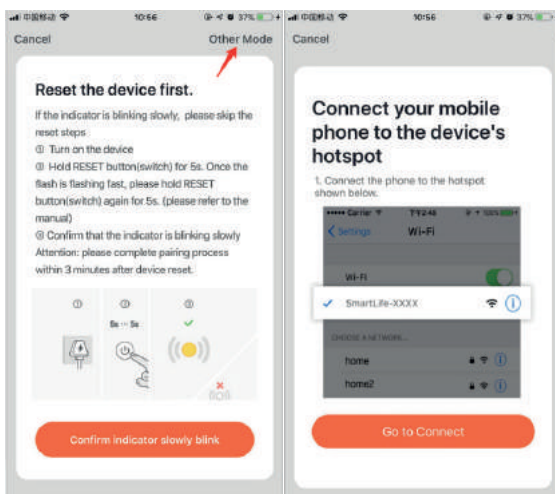 中国移动 10:56 37%
Cancel Other Mode
Reset the device first.
If the indicator is blinking slowly, please skip the
reset steps
① Turn on the device
② Hold RESET button(switch) for 5s. Once the
flash is flashing fast, please hold RESET
button(switch) again for 5s. (please refer to the
manual)
③ Confirm that the indicator is blinking slowly
Attention: please complete pairing process
within 3 minutes after device reset.
① ② ③
5s ··· 5s
Confirm indicator slowly blink
中国移动 10:56 37%
Cancel
Connect your mobile
phone to the device's
hotspot
1. Connect the phone to the hotspot
shown below.
Carrier 100%
Settings Wi-Fi
Wi-Fi
SmartLife-XXXX
CHOOSE A NETWORK...
home
home2
Go to Connect